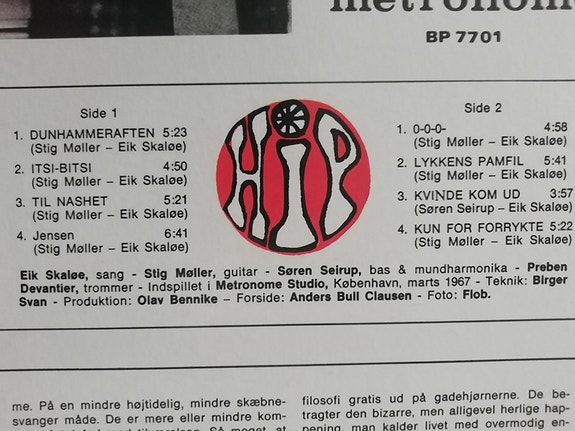 metronome
BP 7701
Side 1
1. DUNHAMMERAFTEN 5:23
(Stig Møller – Eik Skaløe)
2. ITSI-BITSI 4:50
(Stig Møller – Eik Skaløe)
3. TIL NASHET 5:21
(Stig Møller – Eik Skaløe)
4. Jensen 6:41
(Stig Møller – Eik Skaløe)
HIP
Side 2
1. 0-0-0- 4:58
(Stig Møller – Eik Skaløe)
2. LYKKENS PAMFIL 5:41
(Stig Møller – Eik Skaløe)
3. KVINDE KOM UD 3:57
(Søren Seirup – Eik Skaløe)
4. KUN FOR FORRYKTE 5:22
(Stig Møller – Eik Skaløe)
Eik Skaløe, sang - Stig Møller, guitar - Søren Seirup, bas & mundharmonika - Preben
Devantier, trommer - Indspillet i Metronome Studio, København, marts 1967 - Teknik: Birger
Svan - Produktion: Olav Bennike – Forside: Anders Bull Clausen - Foto: Flob.
me. På en mindre højtidelig, mindre skæbne-
svanger måde. De er mere eller mindre kom-
filosofi gratis ud på gadehjørnerne. De be-
tragter den bizarre, men alligevel herlige hap-
pening, man kalder livet med overmodig en-